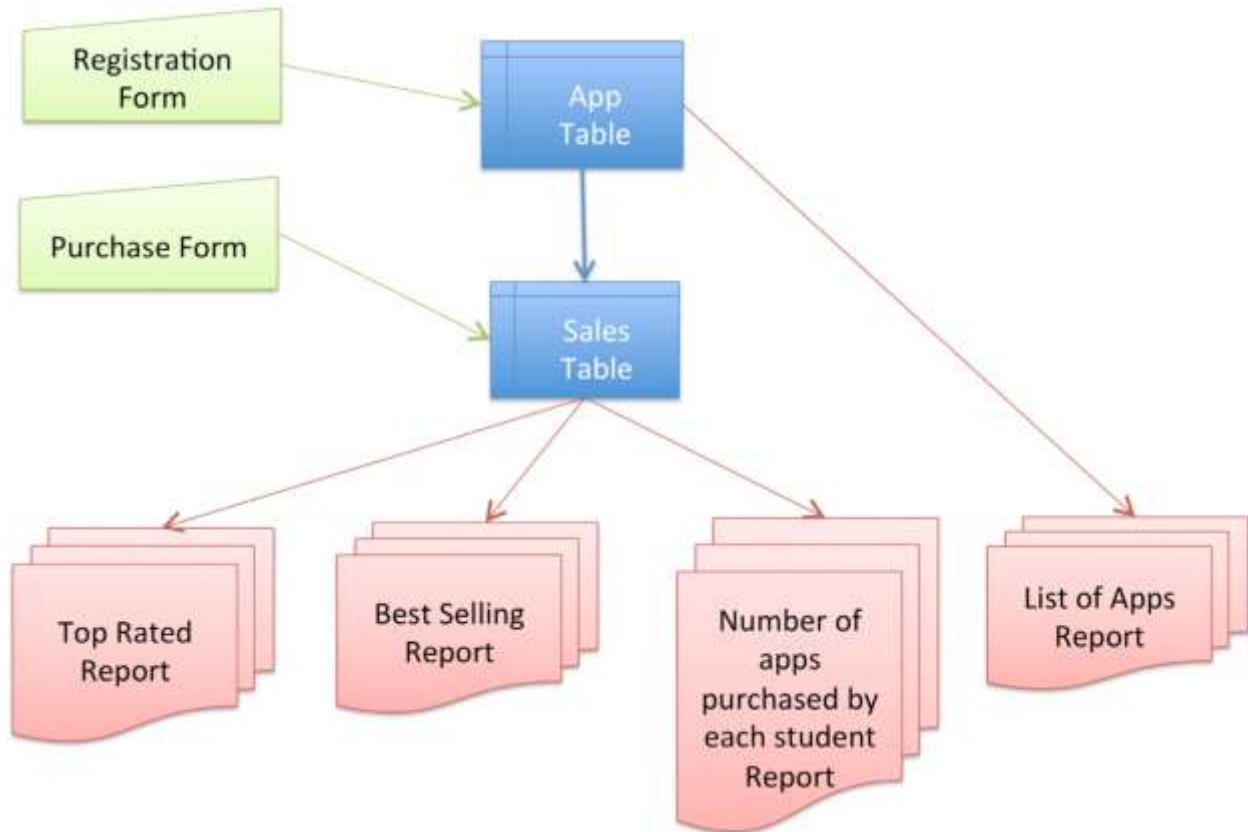 Registration
Form
App
Table
Purchase Form
Sales
Table
Top Rated
Report
Best Selling
Report
Number of
apps
purchased by
each student
Report
List of Apps
Report